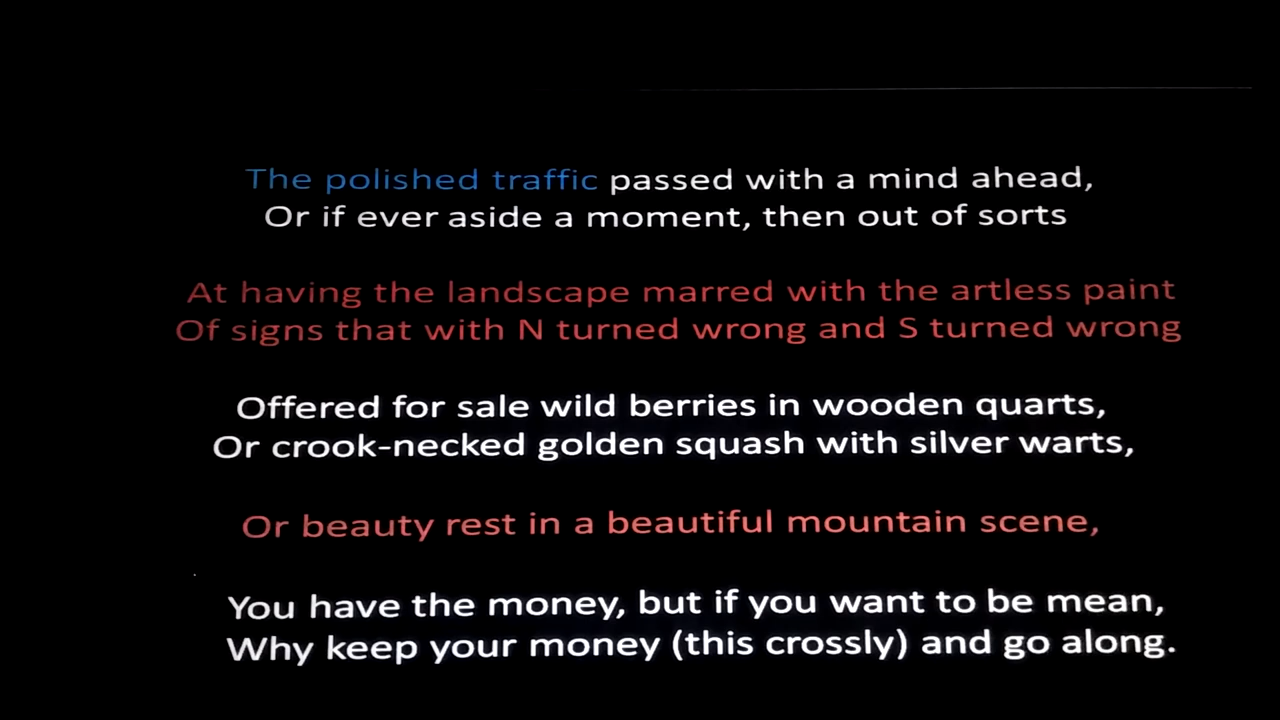 The polished traffic passed with a mind ahead,
Or if ever aside a moment, then out of sorts
At having the landscape marred with the artless paint
Of signs that with N turned wrong and S turned wrong
Offered for sale wild berries in wooden quarts,
Or crook-necked golden squash with silver warts,
Or beauty rest in a beautiful mountain scene,
You have the money, but if you want to be mean,
Why keep your money (this crossly) and go along.